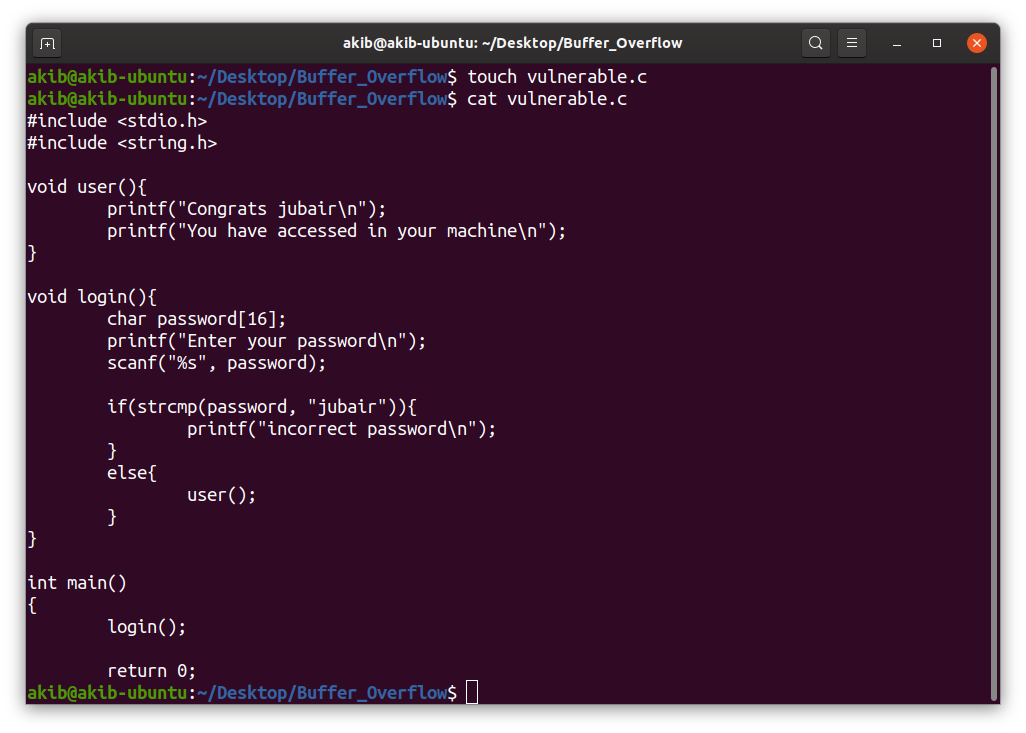 akib@akib-ubuntu: ~/Desktop/Buffer_Overflow
akib@akib-ubuntu:~/Desktop/Buffer_Overflow$ touch vulnerable.c
akib@akib-ubuntu:~/Desktop/Buffer_Overflow$ cat vulnerable.c
#include <stdio.h>
#include <string.h>

void user(){
        printf("Congrats jubair\n");
        printf("You have accessed in your machine\n");
}

void login(){
        char password[16];
        printf("Enter your password\n");
        scanf("%s", password);

        if(strcmp(password, "jubair")){
                printf("incorrect password\n");
        }
        else{
                user();
        }
}

int main()
{
        login();

        return 0;
akib@akib-ubuntu:~/Desktop/Buffer_Overflow$